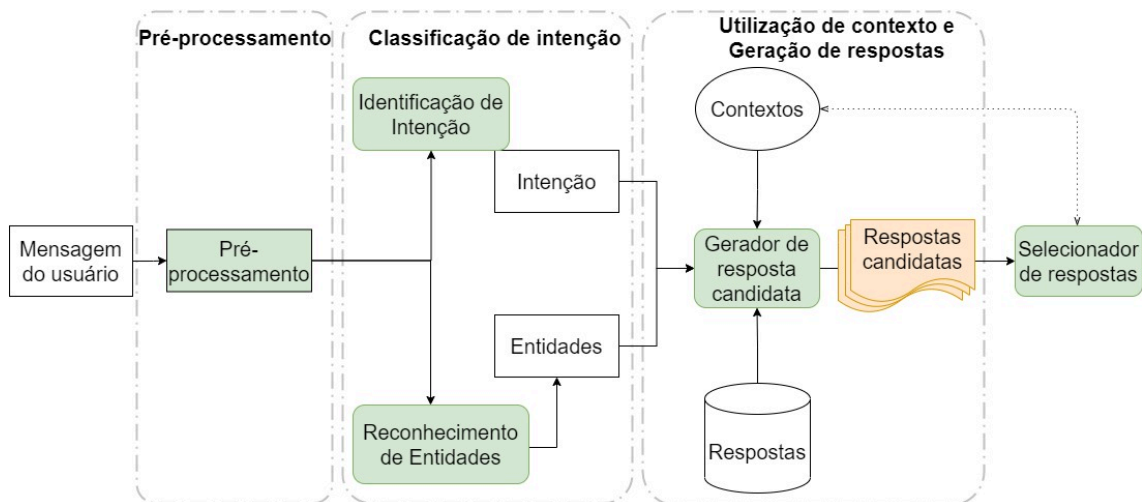 Pré-processamento
Classificação de intenção
Utilização de contexto e
Geração de respostas
Identificação de
Intenção
Contextos
Intenção
Mensagem
do usuário
Pré-
processamento
Gerador de
resposta
candidata
Respostas
candidatas
Selecionador
de respostas
Entidades
Reconhecimento
de Entidades
Respostas